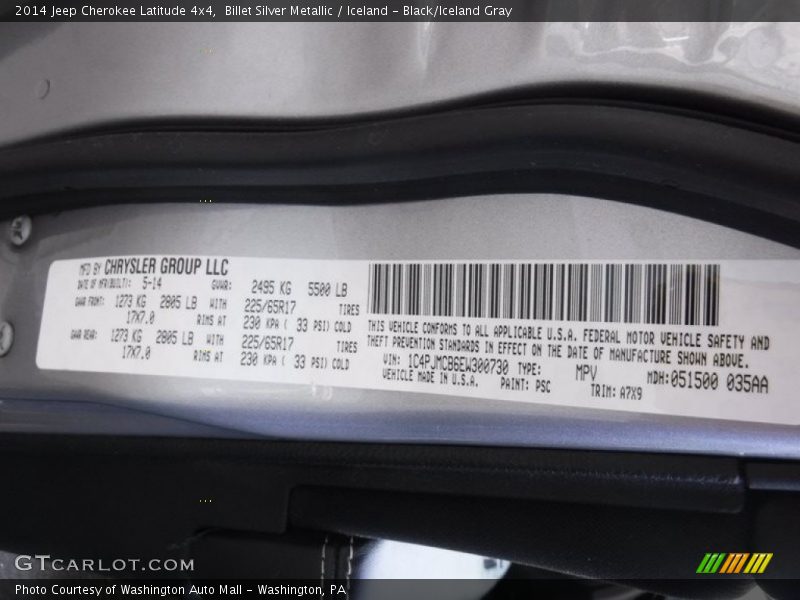 2014 Jeep Cherokee Latitude 4x4,  Billet Silver Metallic / Iceland - Black/Iceland Gray
MFD BY CHRYSLER GROUP LLC
DATE OF MFR(BUILT): 5-14 GVWR: 2495 KG 5500 LB
GAWR FRONT: 1273 KG 2805 LB WITH 225/65R17 TIRES
17X7.0 RIMS AT 230 KPA ( 33 PSI) COLD
GAWR REAR: 1273 KG 2805 LB WITH 225/65R17 TIRES
17X7.0 RIMS AT 230 KPA ( 33 PSI) COLD
THIS VEHICLE CONFORMS TO ALL APPLICABLE U.S.A. FEDERAL MOTOR VEHICLE SAFETY AND
THEFT PREVENTION STANDARDS IN EFFECT ON THE DATE OF MANUFACTURE SHOWN ABOVE.
VIN: 1C4PJMCB6EW300730 TYPE: MPV MDH:051500 035AA
VEHICLE MADE IN U.S.A. PAINT: PSC TRIM: A7X9
GTCARLOT.COM
Photo Courtesy of Washington Auto Mall - Washington, PA